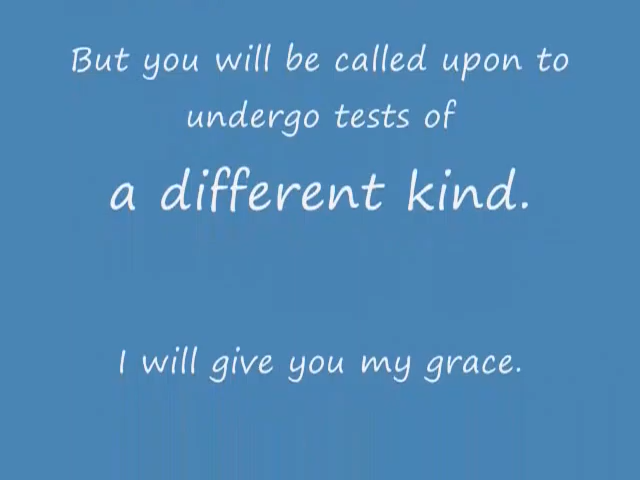 But you will be called upon to
undergo tests of
a different kind.
I will give you my grace.